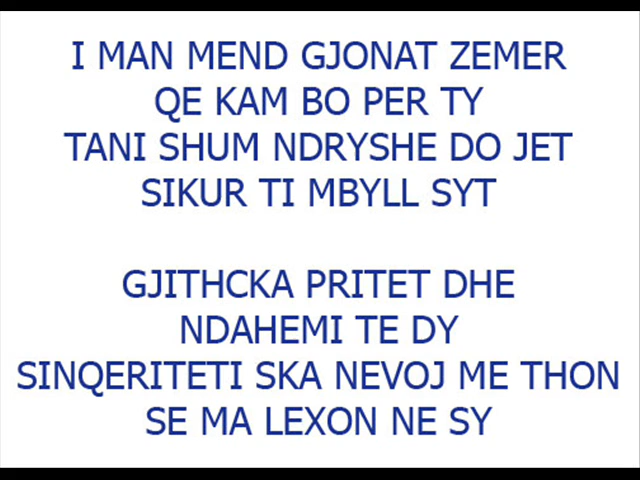 I MAN MEND GJONAT ZEMER
QE KAM BO PER TY
TANI SHUM NDRYSHE DO JET
SIKUR TI MBYLL SYT
GJITHCKA PRITET DHE
NDAHEMI TE DY
SINQERITETI SKA NEVOJ ME THON
SE MA LEXON NE SY